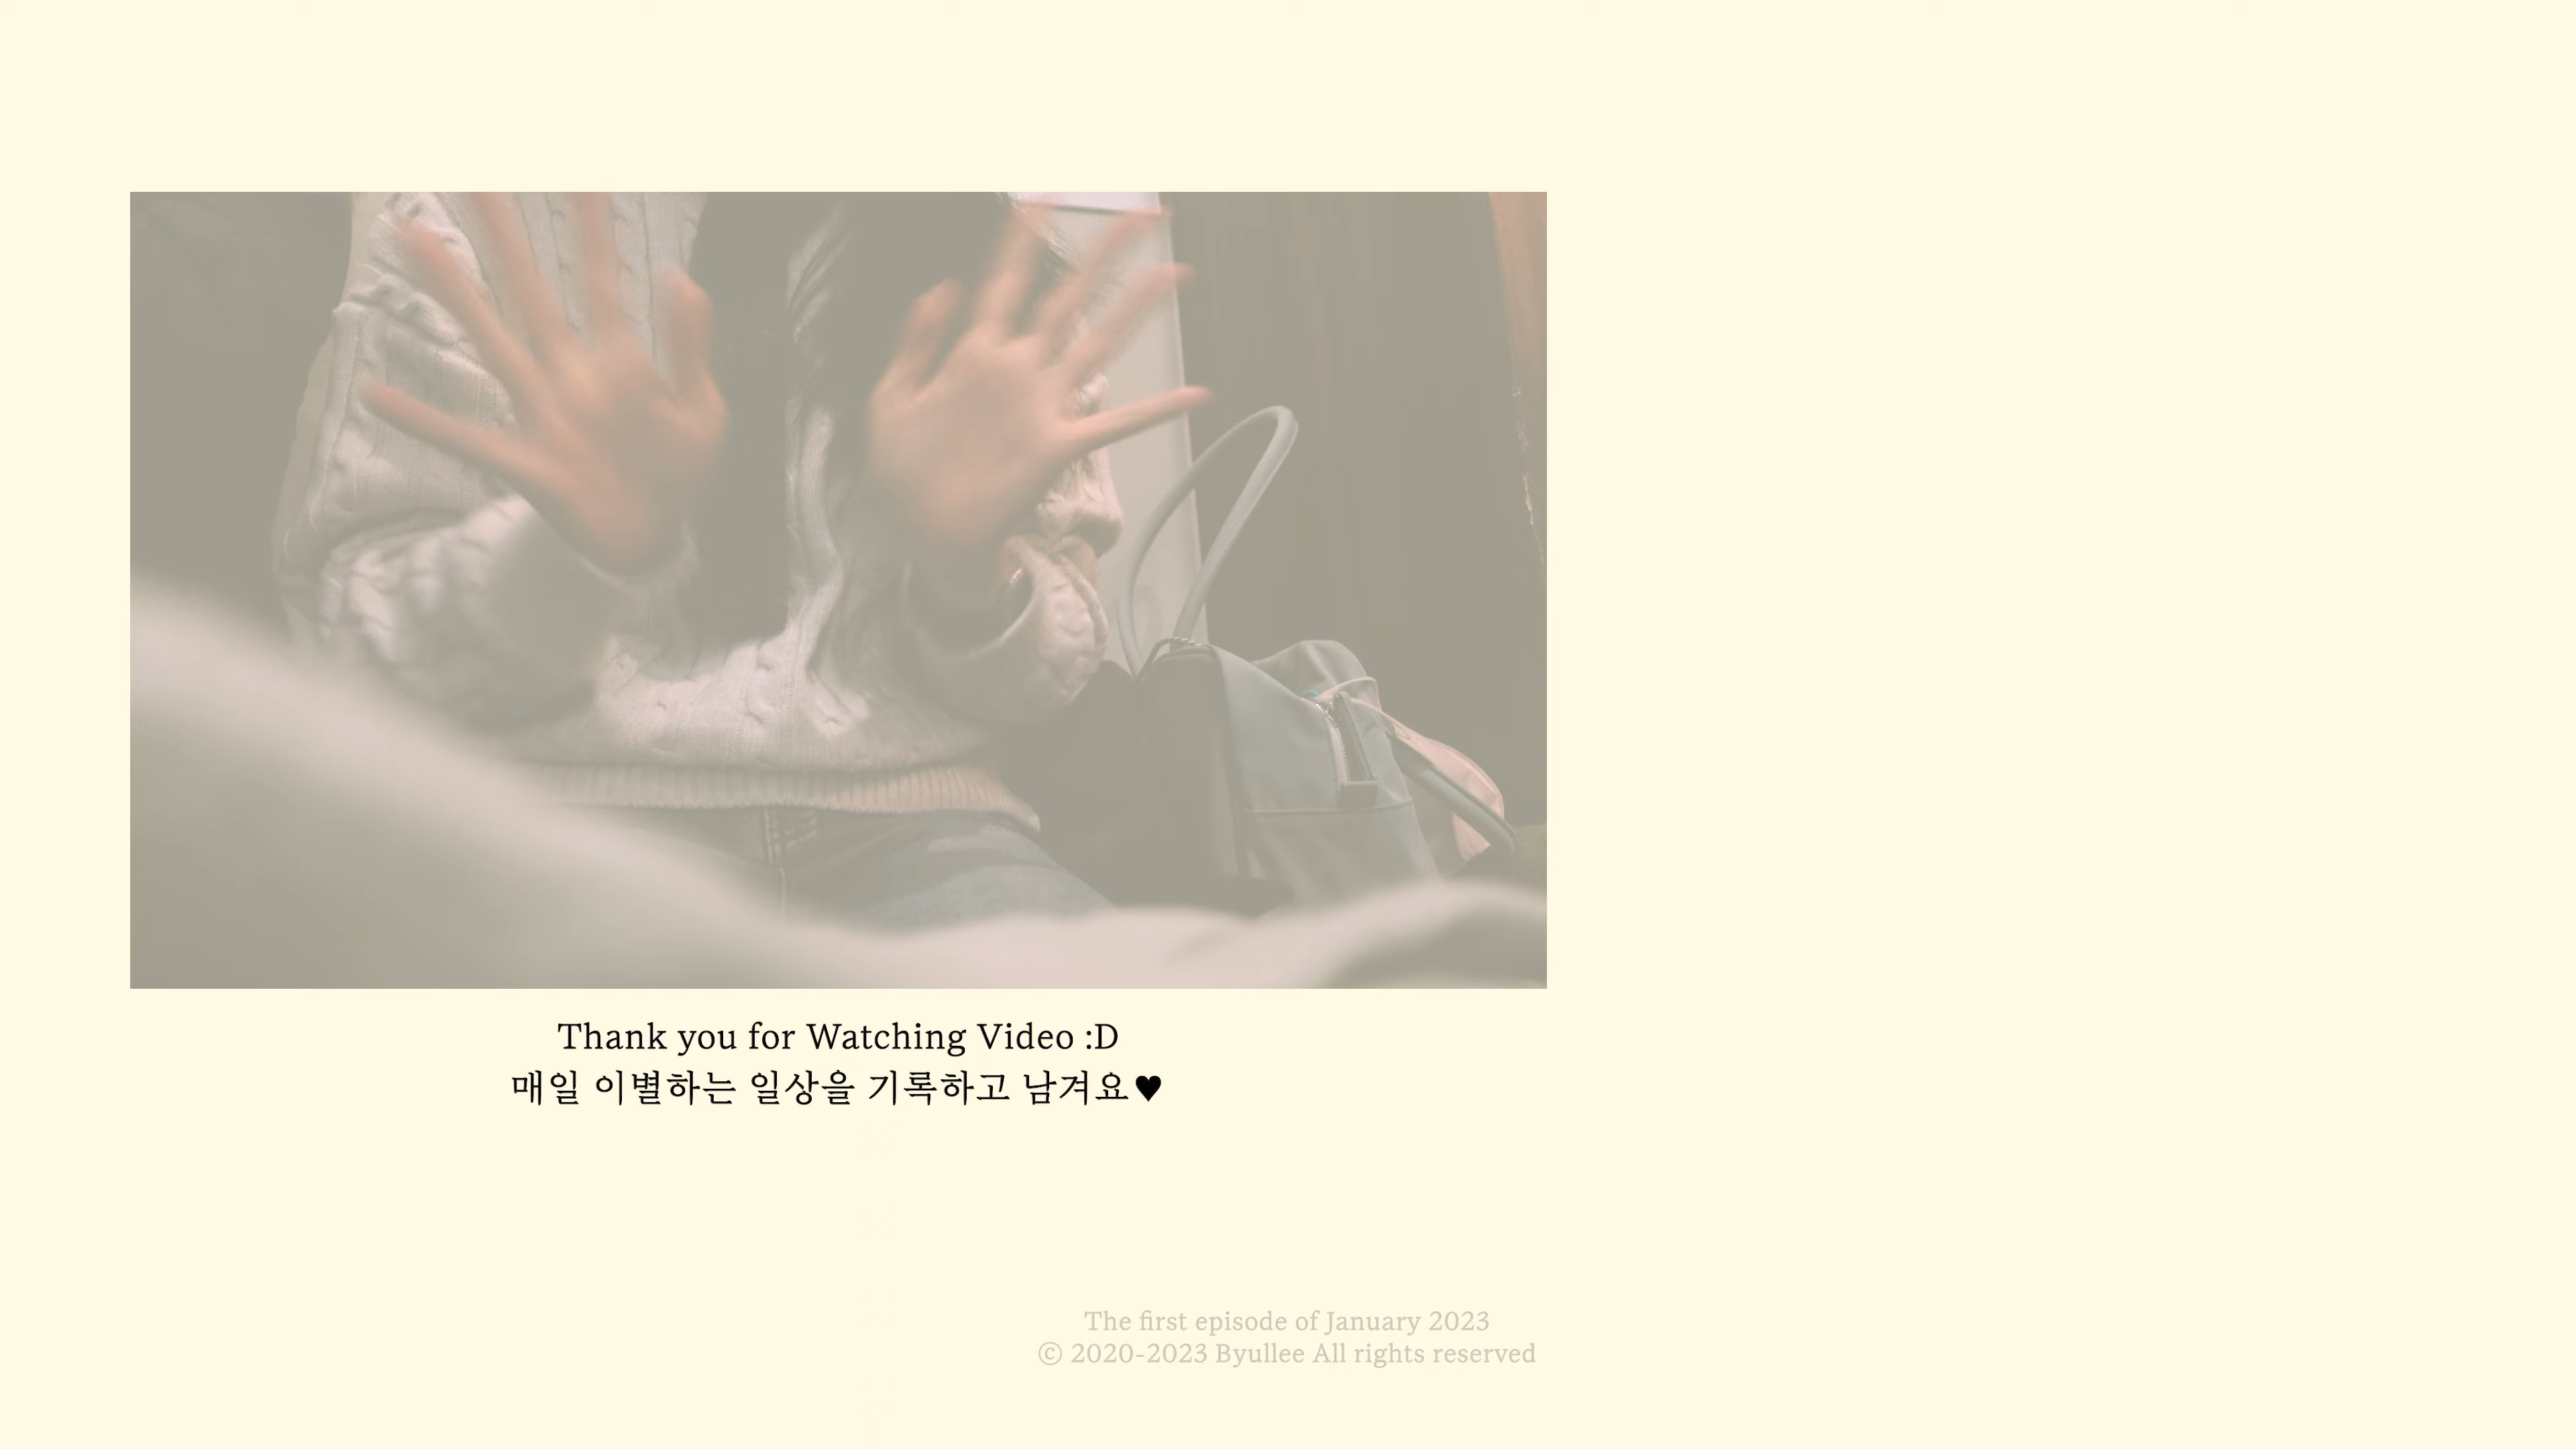 Thank you for Watching Video :D
매일 이별하는 일상을 기록하고 남겨요♥
The first episode of January 2023
ⓒ 2020-2023 Byullee All rights reserved